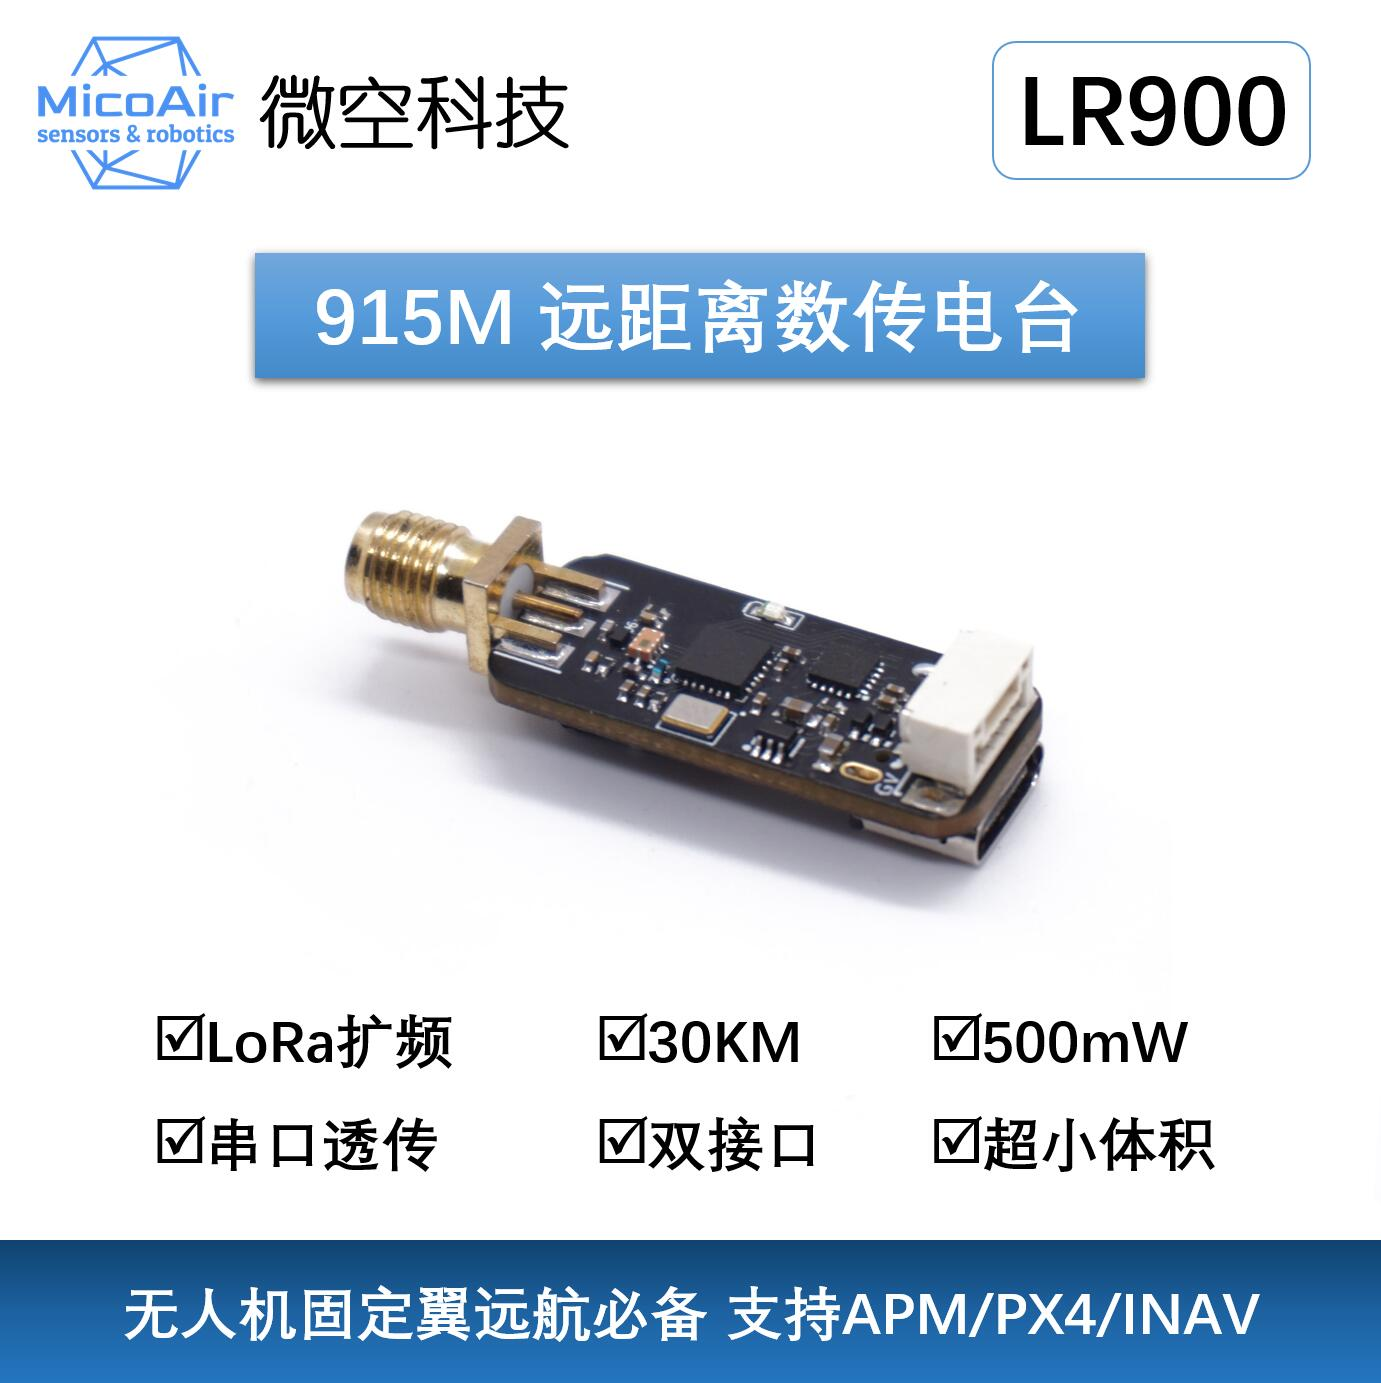 MicoAir
sensors & robotics
微空科技
LR900
915M 远距离数传电台
J6
GV
☑LoRa扩频 ☑30KM ☑500mW
☑串口透传 ☑双接口 ☑超小体积
无人机固定翼远航必备 支持APM/PX4/INAV